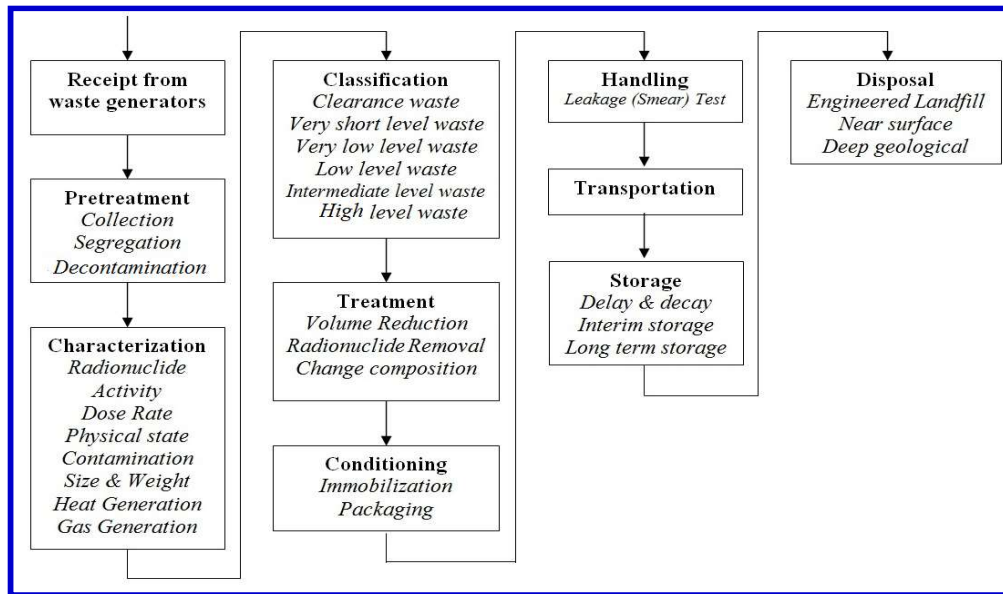 Receipt from
waste generators
Pretreatment
Collection
Segregation
Decontamination
Characterization
Radionuclide
Activity
Dose Rate
Physical state
Contamination
Size & Weight
Heat Generation
Gas Generation
Classification
Clearance waste
Very short level waste
Very low level waste
Low level waste
Intermediate level waste
High level waste
Treatment
Volume Reduction
Radionuclide Removal
Change composition
Conditioning
Immobilization
Packaging
Handling
Leakage (Smear) Test
Transportation
Storage
Delay & decay
Interim storage
Long term storage
Disposal
Engineered Landfill
Near surface
Deep geological